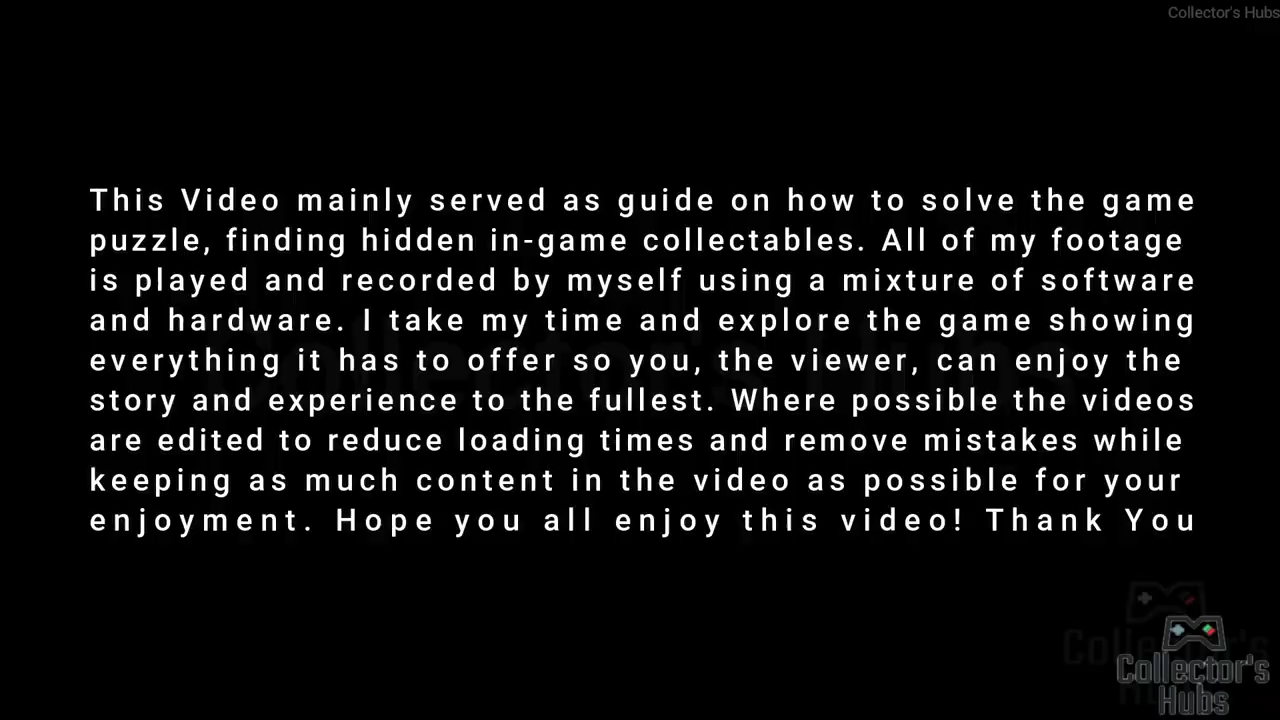 Collector's Hubs
This Video mainly served as guide on how to solve the game
puzzle, finding hidden in-game collectables. All of my footage
is played and recorded by myself using a mixture of software
and hardware. I take my time and explore the game showing
everything it has to offer so you, the viewer, can enjoy the
story and experience to the fullest. Where possible the videos
are edited to reduce loading times and remove mistakes while
keeping as much content in the video as possible for your
enjoyment. Hope you all enjoy this video! Thank You
Collector's
Hubs